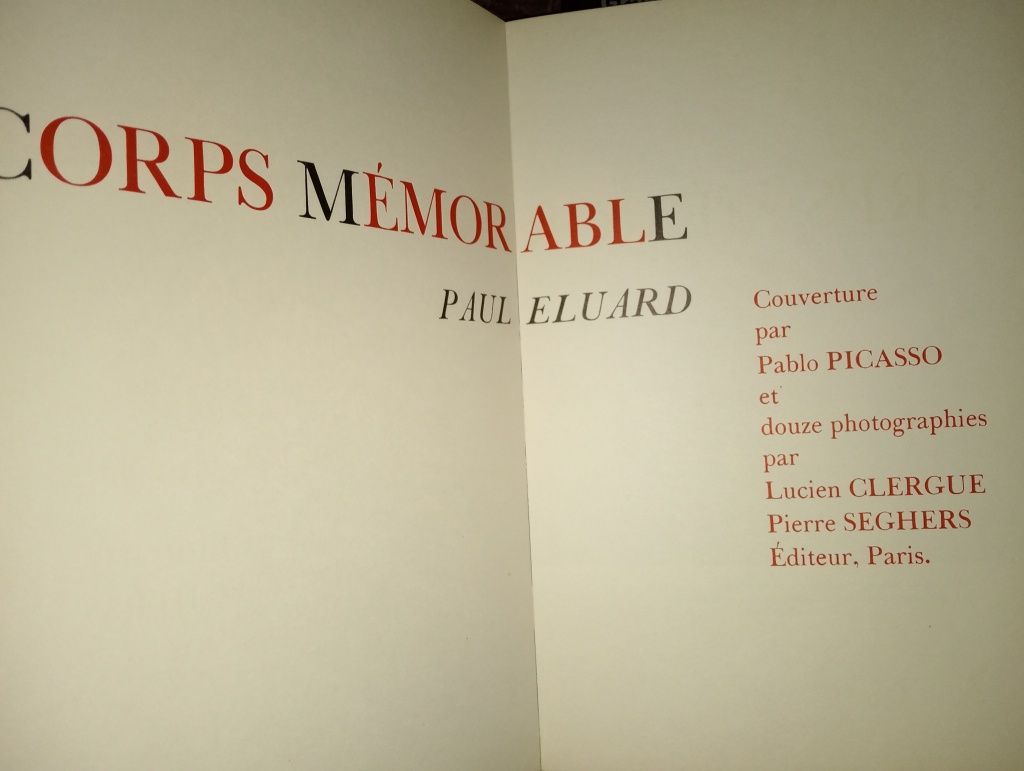 CORPS MÉMORABLE
PAUL ELUARD
Couverture
par
Pablo PICASSO
et
douze photographies
par
Lucien CLERGUE
Pierre SEGHERS
Éditeur, Paris.